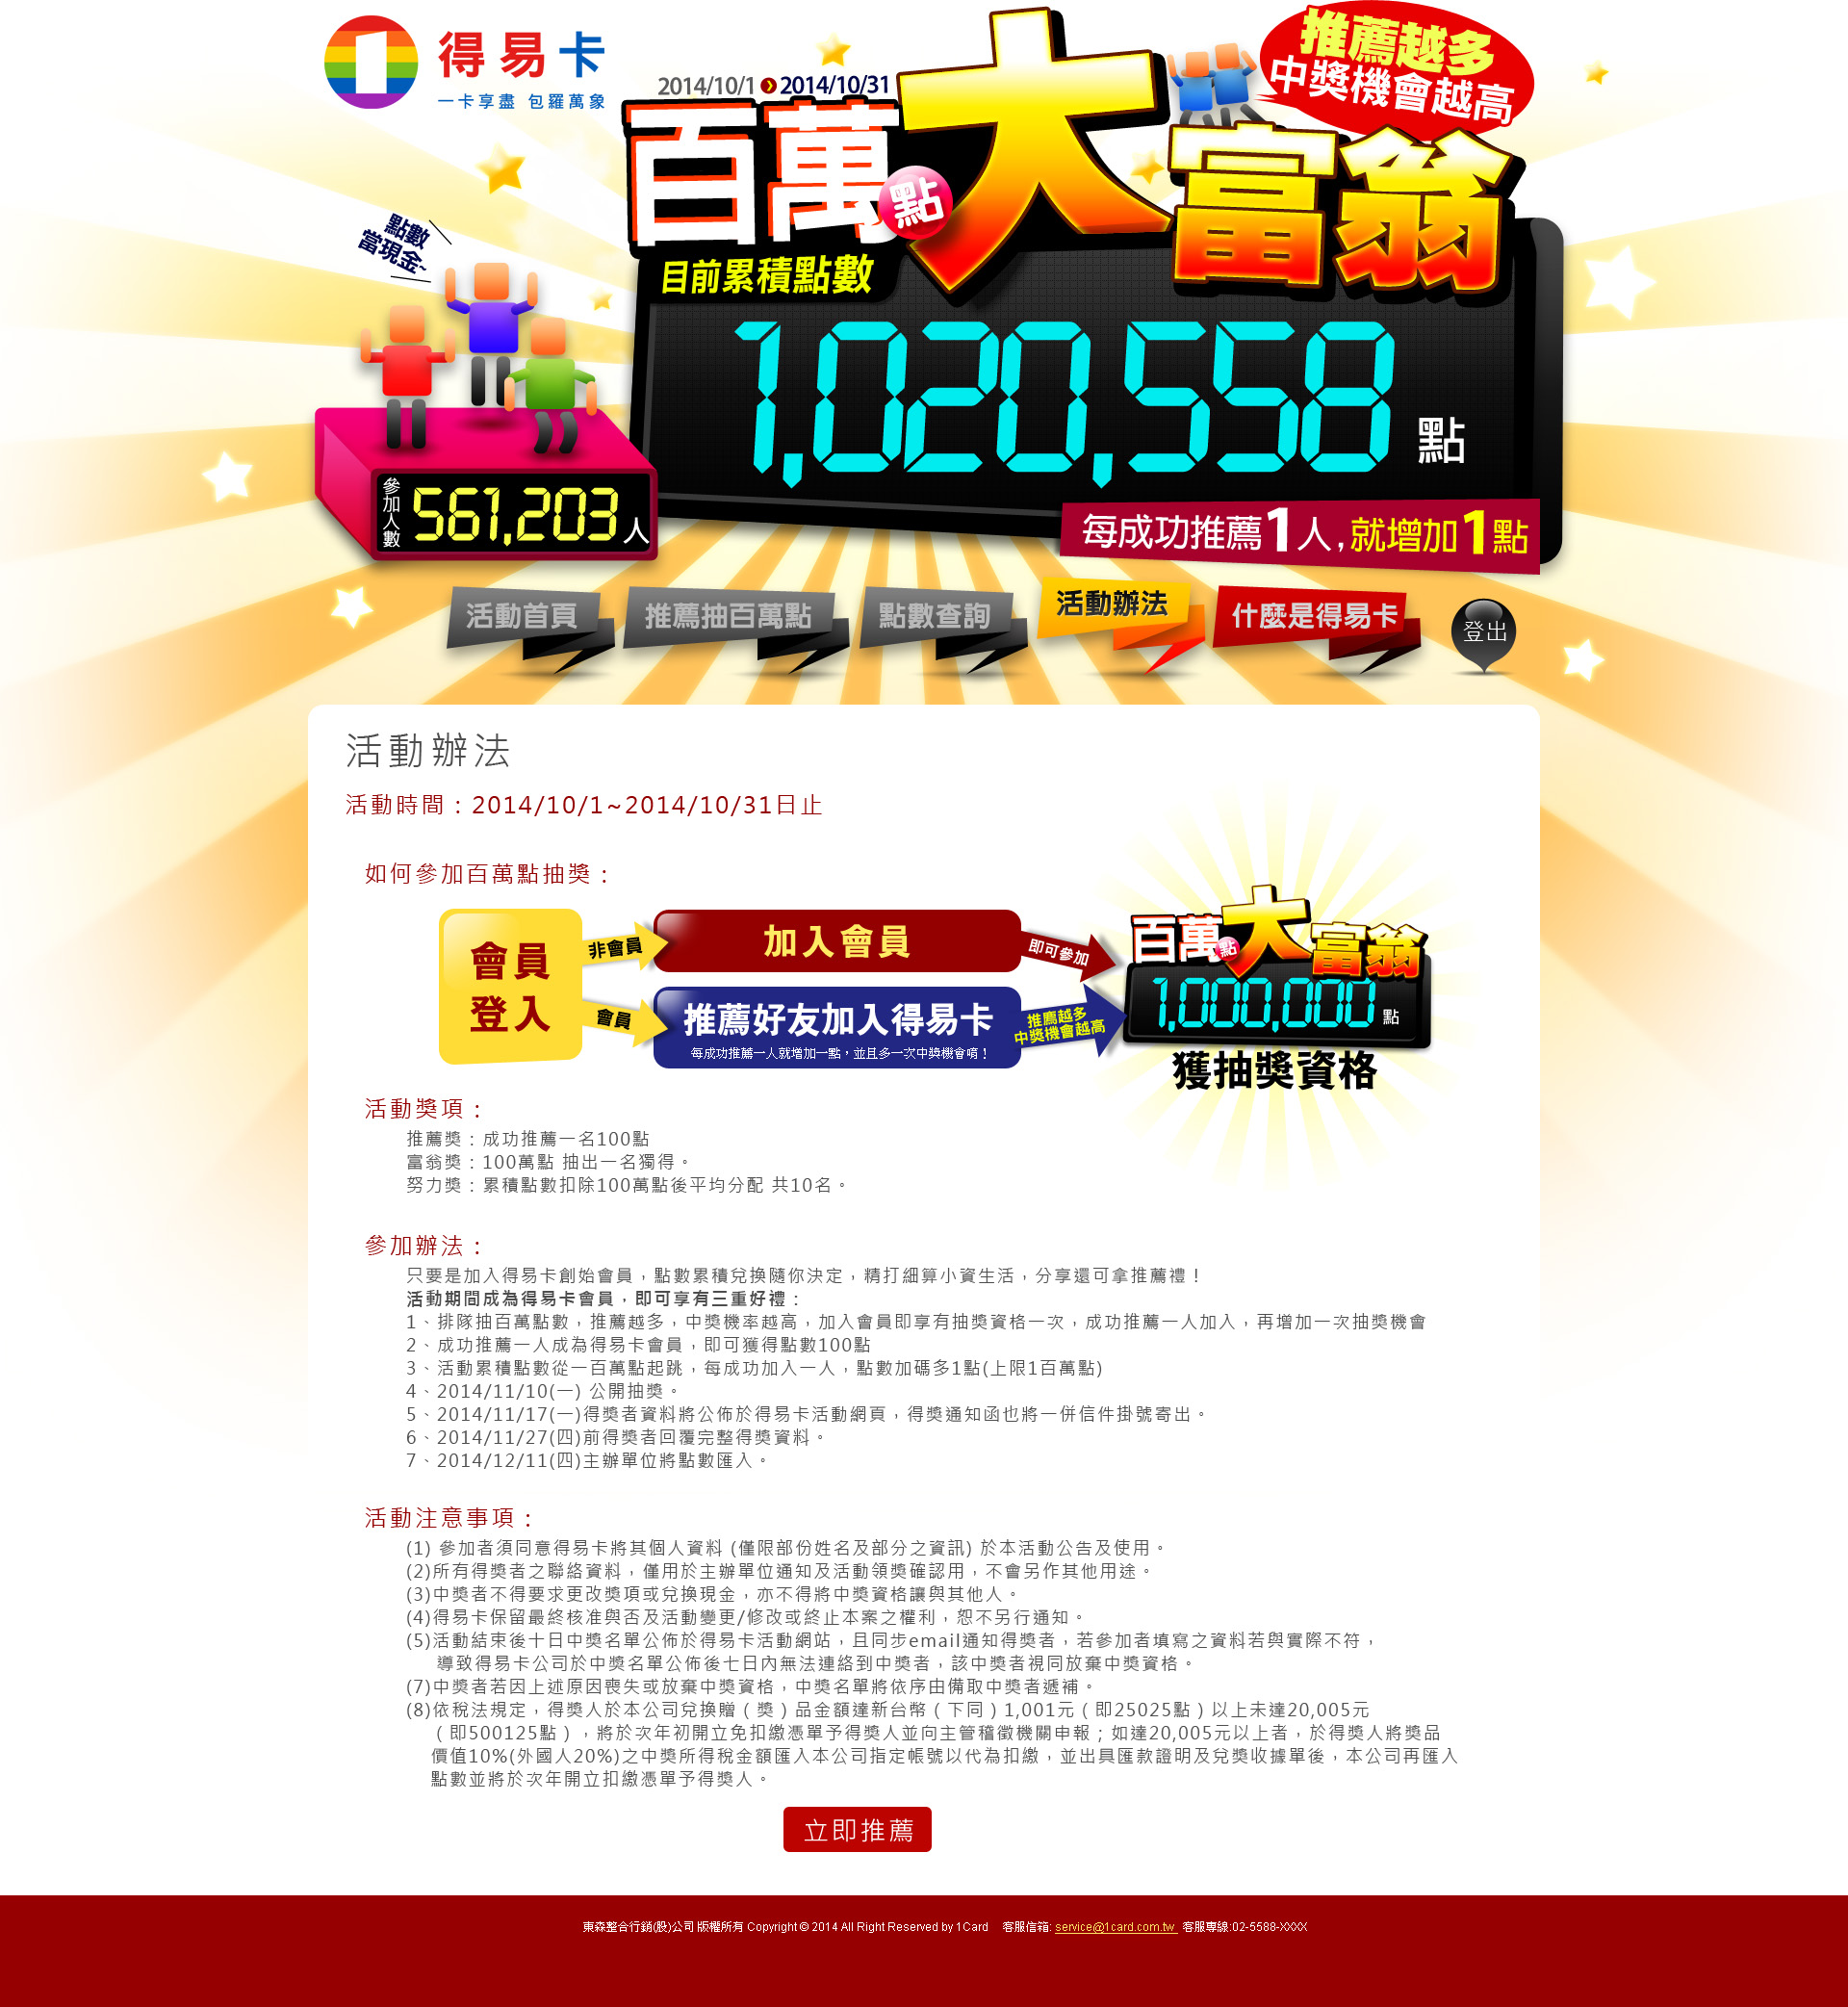 得易卡
一卡享盡 包羅萬象
2014/10/1 2014/10/31
推薦越多
中獎機會越高
百萬點大富翁
點數
當現金~
目前累積點數
1,020,558 點
參加人數 561,203 人
每成功推薦1人,就增加1點
活動首頁 推薦抽百萬點 點數查詢 活動辦法 什麼是得易卡 登出
活動辦法
活動時間：2014/10/1~2014/10/31日止
如何參加百萬點抽獎：
會員
登入
非會員
加入會員
即可參加
會員
推薦好友加入得易卡
每成功推薦一人就增加一點，並且多一次中獎機會唷！
推薦越多
中獎機會越高
百萬點大富翁
1,000,000 點
獲抽獎資格
活動獎項：
推薦獎：成功推薦一名100點
富翁獎：100萬點 抽出一名獨得。
努力獎：累積點數扣除100萬點後平均分配 共10名。
參加辦法：
只要是加入得易卡創始會員，點數累積兌換隨你決定，精打細算小資生活，分享還可拿推薦禮！
活動期間成為得易卡會員，即可享有三重好禮：
1、排隊抽百萬點數，推薦越多，中獎機率越高，加入會員即享有抽獎資格一次，成功推薦一人加入，再增加一次抽獎機會
2、成功推薦一人成為得易卡會員，即可獲得點數100點
3、活動累積點數從一百萬點起跳，每成功加入一人，點數加碼多1點(上限1百萬點)
4、2014/11/10(一) 公開抽獎。
5、2014/11/17(一)得獎者資料將公佈於得易卡活動網頁，得獎通知函也將一併信件掛號寄出。
6、2014/11/27(四)前得獎者回覆完整得獎資料。
7、2014/12/11(四)主辦單位將點數匯入。
活動注意事項：
(1) 參加者須同意得易卡將其個人資料 (僅限部份姓名及部分之資訊) 於本活動公告及使用。
(2)所有得獎者之聯絡資料，僅用於主辦單位通知及活動領獎確認用，不會另作其他用途。
(3)中獎者不得要求更改獎項或兌換現金，亦不得將中獎資格讓與其他人。
(4)得易卡保留最終核准與否及活動變更/修改或終止本案之權利，恕不另行通知。
(5)活動結束後十日中獎名單公佈於得易卡活動網站，且同步email通知得獎者，若參加者填寫之資料若與實際不符，
導致得易卡公司於中獎名單公佈後七日內無法連絡到中獎者，該中獎者視同放棄中獎資格。
(7)中獎者若因上述原因喪失或放棄中獎資格，中獎名單將依序由備取中獎者遞補。
(8)依稅法規定，得獎人於本公司兌換贈（獎）品金額達新台幣（下同）1,001元（即25025點）以上未達20,005元
（即500125點），將於次年初開立免扣繳憑單予得獎人並向主管稽徵機關申報；如達20,005元以上者，於得獎人將獎品
價值10%(外國人20%)之中獎所得稅金額匯入本公司指定帳號以代為扣繳，並出具匯款證明及兌獎收據單後，本公司再匯入
點數並將於次年開立扣繳憑單予得獎人。
立即推薦
東森整合行銷(股)公司 版權所有 Copyright © 2014 All Right Reserved by 1Card 客服信箱: service@1card.com.tw 客服專線:02-5588-XXXX